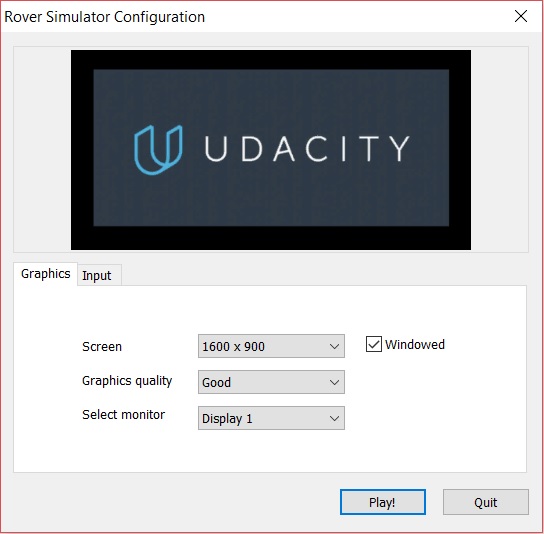 Rover Simulator Configuration
UDACITY
Graphics Input
Screen 1600 x 900 Windowed
Graphics quality Good
Select monitor Display 1
Play! Quit